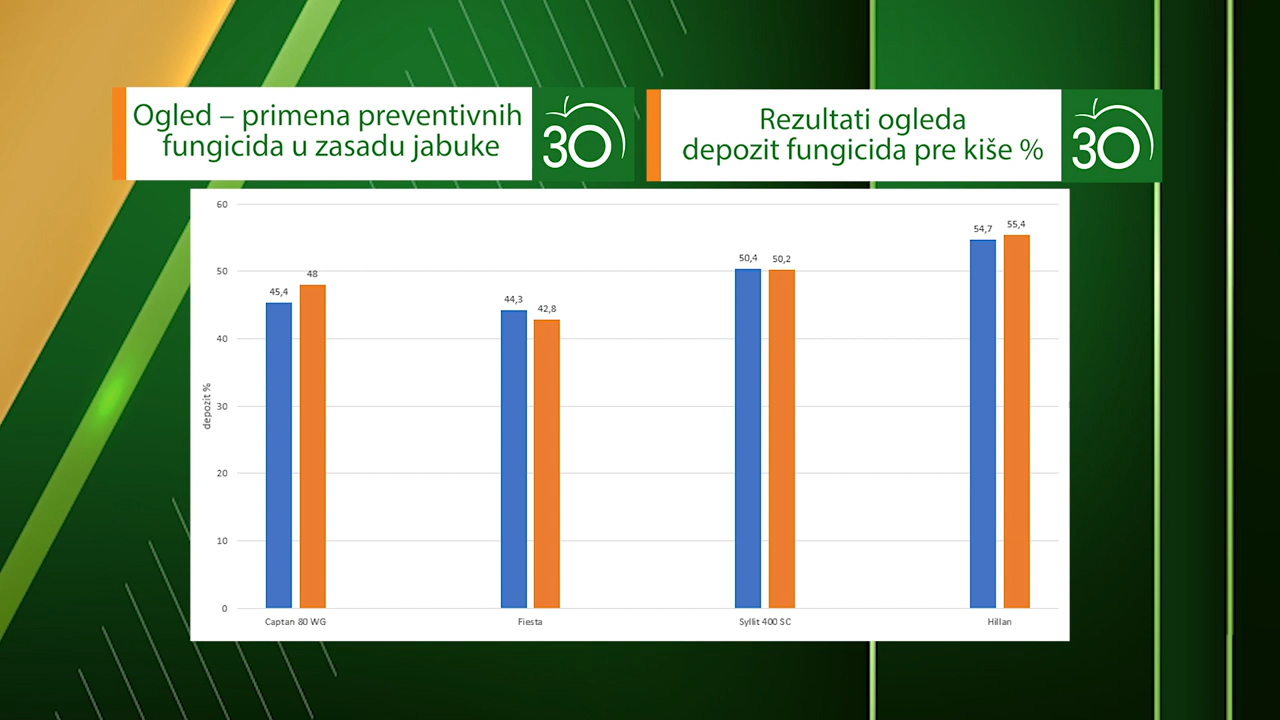 Ogled – primena preventivnih
fungicida u zasadu jabuke
30
Rezultati ogleda
depozit fungicida pre kiše %
30
60
50
40
30
20
10
0
depozit %
45,4
48
44,3
42,8
50,4
50,2
54,7
55,4
Captan 80 WG
Fiesta
Syllit 400 SC
Hillan